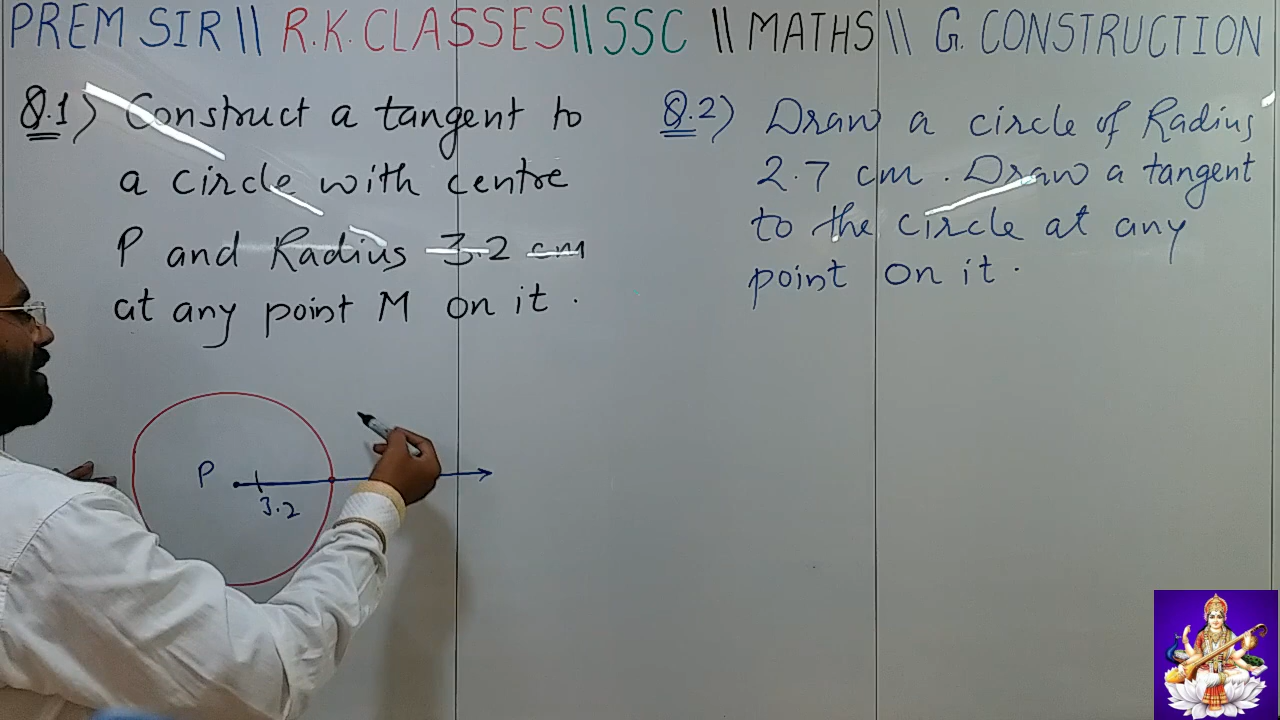 PREM SIR || R.K. CLASSES || SSC || MATHS \\ G. CONSTRUCTION
Q.1) Construct a tangent to
a circle with centre
P and Radius 3.2 cm
at any point M on it .
Q.2) Draw a circle of Radius
2.7 cm . Draw a tangent
to the circle at any
point on it .
P
3.2